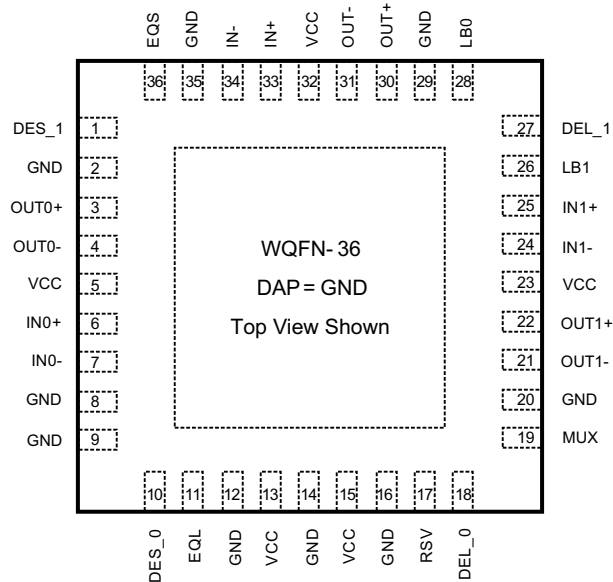 EQS
GND
IN-
IN+
VCC
OUT-
OUT+
GND
LB0
36
35
34
33
32
31
30
29
28
DES_1 1
GND 2
OUT0+ 3
OUT0- 4
VCC 5
IN0+ 6
IN0- 7
GND 8
GND 9
WQFN-36
DAP = GND
Top View Shown
27 DEL_1
26 LB1
25 IN1+
24 IN1-
23 VCC
22 OUT1+
21 OUT1-
20 GND
19 MUX
10
11
12
13
14
15
16
17
18
DES_0
EQL
GND
VCC
GND
VCC
GND
RSV
DEL_0